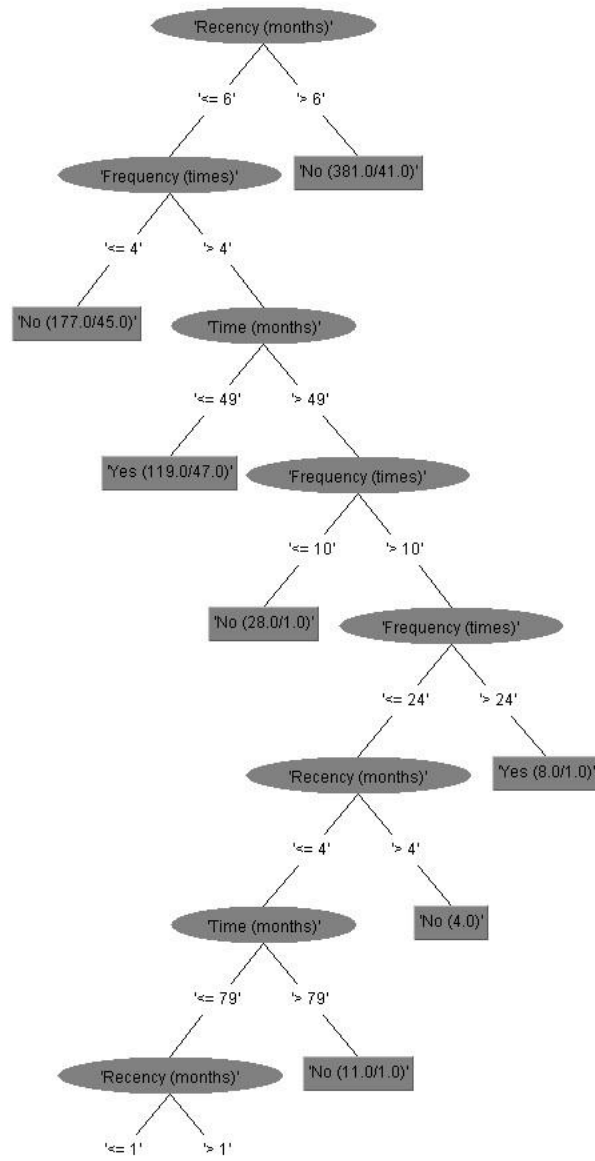 'Recency (months)'
'<= 6' '> 6'
'Frequency (times)' 'No (381.0/41.0)'
'<= 4' '> 4'
'No (177.0/45.0)' 'Time (months)'
'<= 49' '> 49'
'Yes (119.0/47.0)' 'Frequency (times)'
'<= 10' '> 10'
'No (28.0/1.0)' 'Frequency (times)'
'<= 24' '> 24'
'Recency (months)' 'Yes (8.0/1.0)'
'<= 4' '> 4'
'Time (months)' 'No (4.0)'
'<= 79' '> 79'
'Recency (months)' 'No (11.0/1.0)'
'<= 1' '> 1'